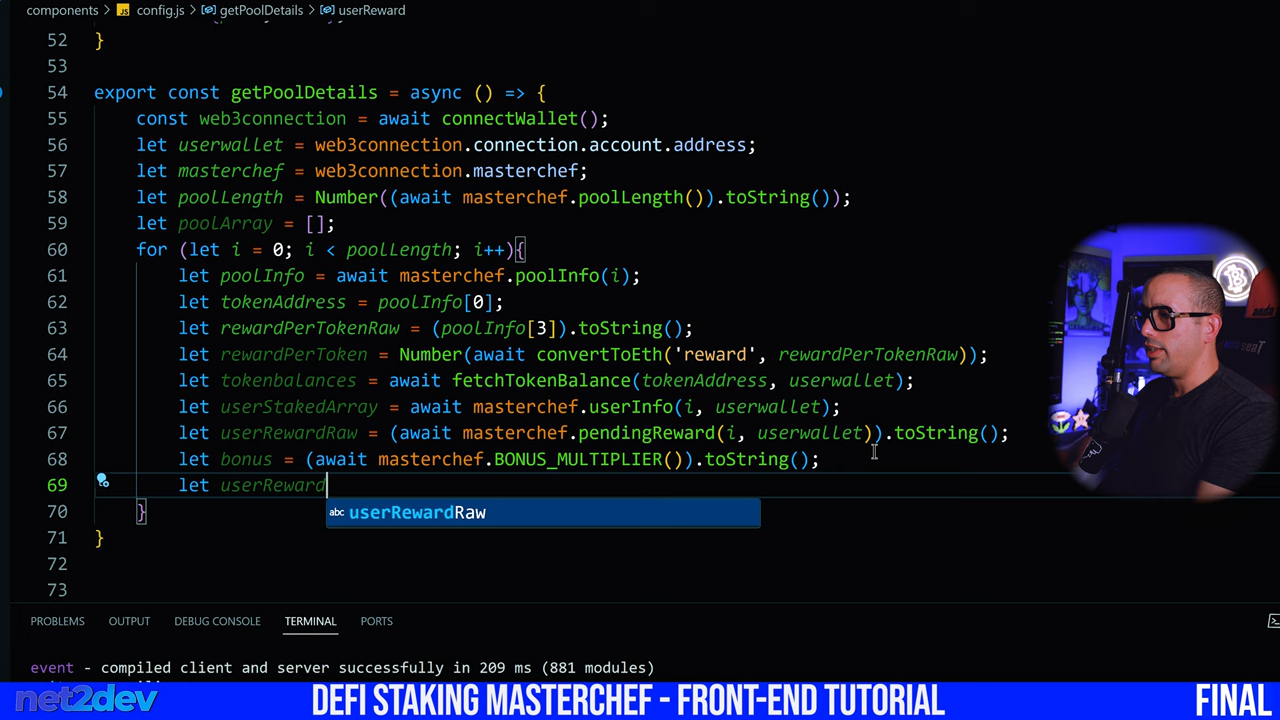 components > JS config.js > getPoolDetails > userReward
52 }
53
54 export const getPoolDetails = async () => {
55 const web3connection = await connectWallet();
56 let userwallet = web3connection.connection.account.address;
57 let masterchef = web3connection.masterchef;
58 let poolLength = Number((await masterchef.poolLength()).toString());
59 let poolArray = [];
60 for (let i = 0; i < poolLength; i++){
61 let poolInfo = await masterchef.poolInfo(i);
62 let tokenAddress = poolInfo[0];
63 let rewardPerTokenRaw = (poolInfo[3]).toString();
64 let rewardPerToken = Number(await convertToEth('reward', rewardPerTokenRaw));
65 let tokenbalances = await fetchTokenBalance(tokenAddress, userwallet);
66 let userStakedArray = await masterchef.userInfo(i, userwallet);
67 let userRewardRaw = (await masterchef.pendingReward(i, userwallet)).toString();
68 let bonus = (await masterchef.BONUS_MULTIPLIER()).toString();
69 let userReward
70 }
abc userRewardRaw
71 }
72
73
PROBLEMS OUTPUT DEBUG CONSOLE TERMINAL PORTS
event - compiled client and server successfully in 209 ms (881 modules)
net2dev DEFI STAKING MASTERCHEF - FRONT-END TUTORIAL FINAL